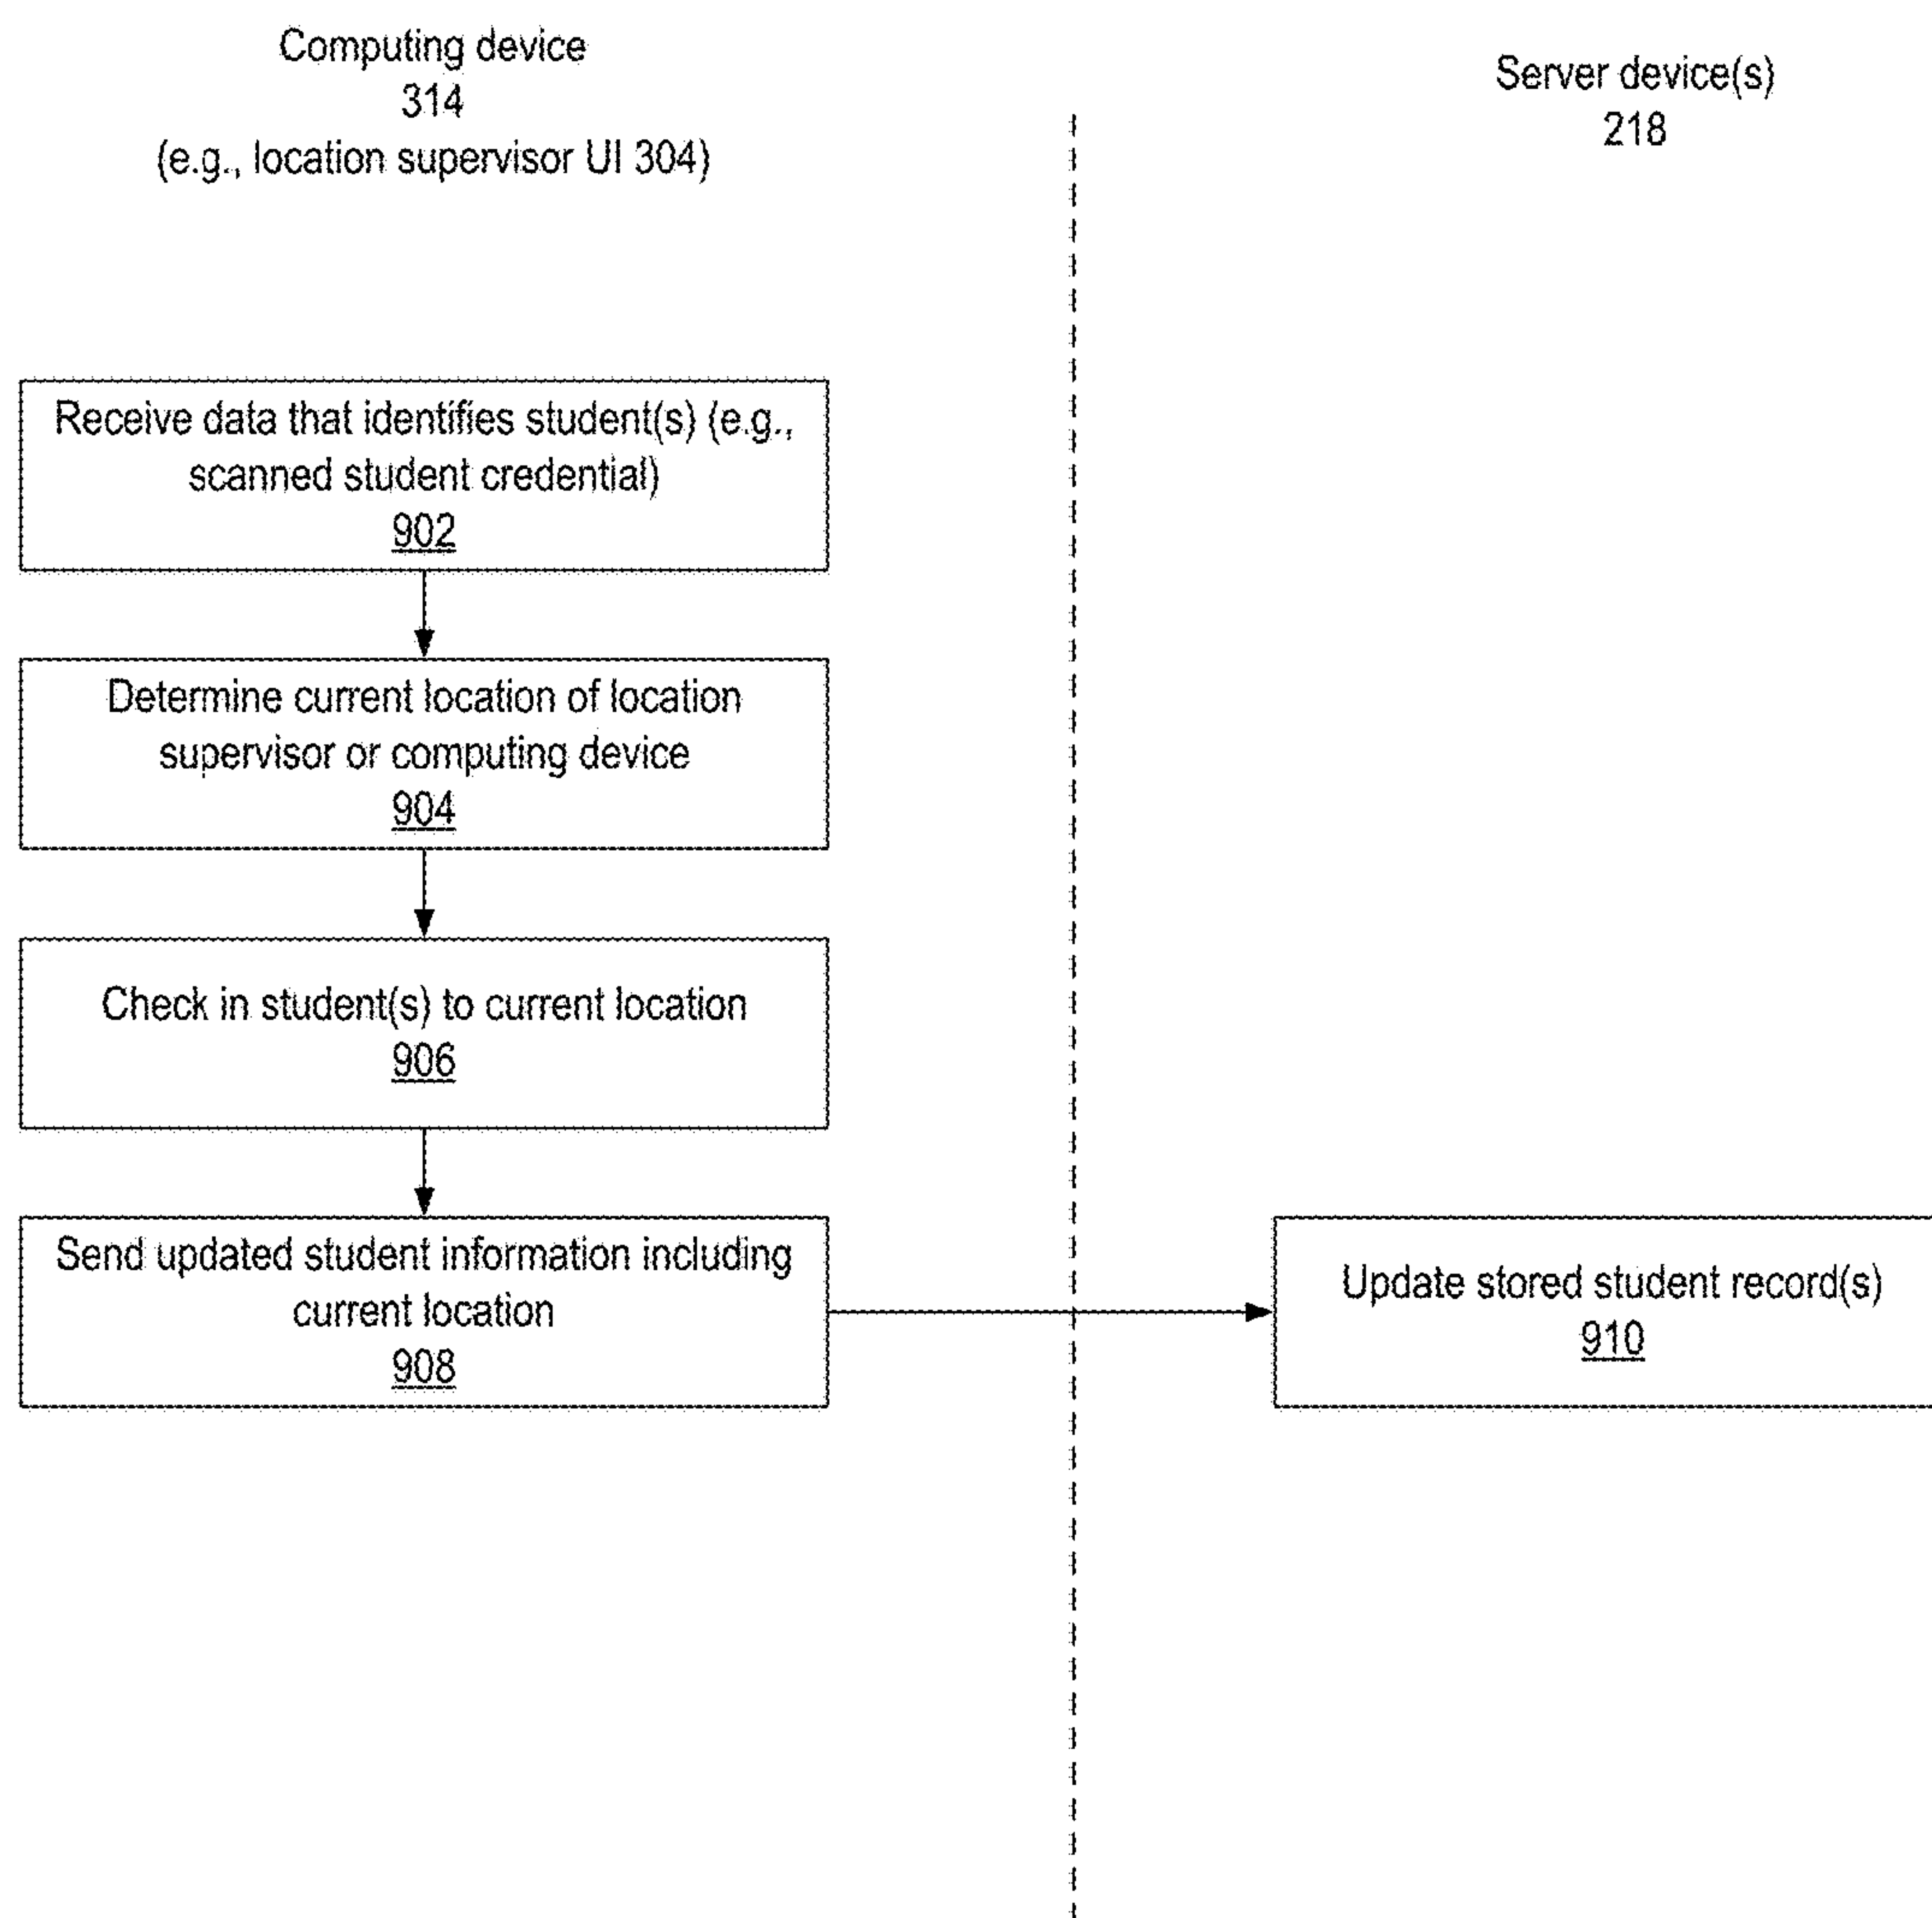 Computing device
314
(e.g., location supervisor UI 304)
Server device(s)
218
Receive data that identifies student(s) (e.g.,
scanned student credential)
902
Determine current location of location
supervisor or computing device
904
Check in student(s) to current location
906
Send updated student information including
current location
908
Update stored student record(s)
910